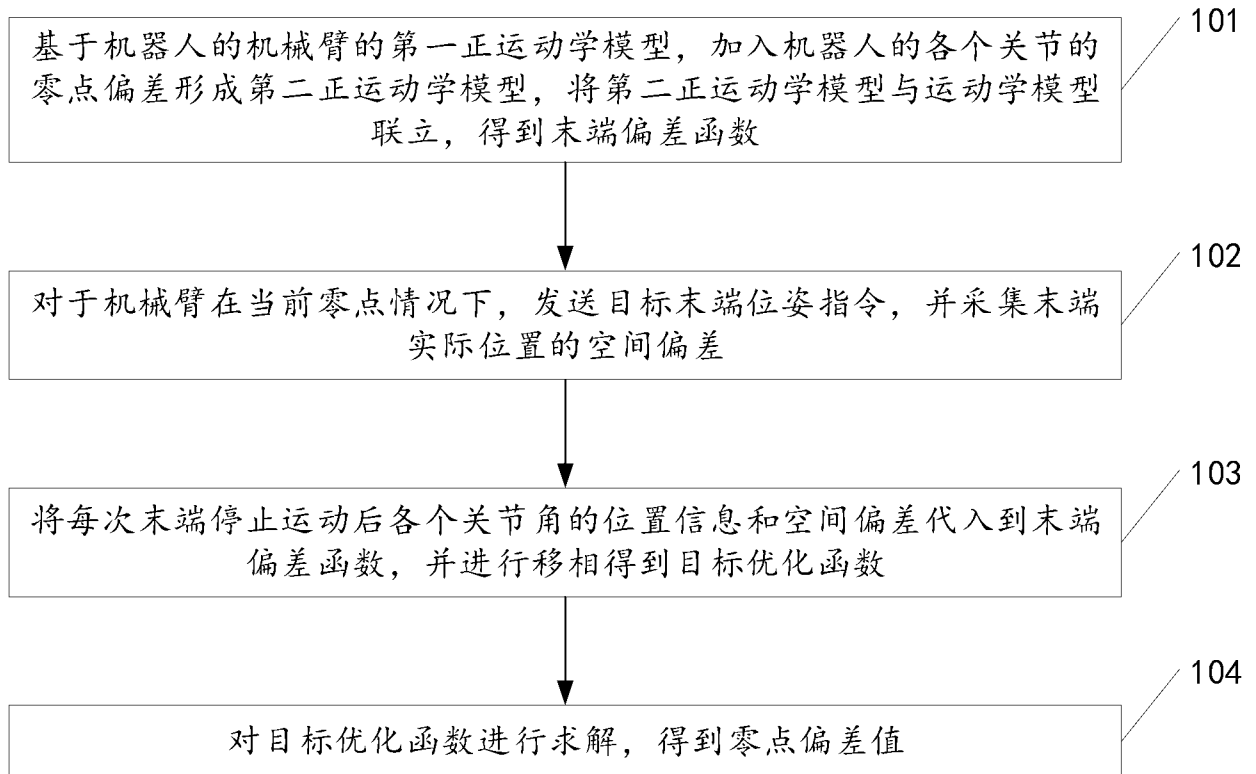 基于机器人的机械臂的第一正运动学模型，加入机器人的各个关节的
零点偏差形成第二正运动学模型，将第二正运动学模型与运动学模型
联立，得到末端偏差函数
101
对于机械臂在当前零点情况下，发送目标末端位姿指令，并采集末端
实际位置的空间偏差
102
将每次末端停止运动后各个关节角的位置信息和空间偏差代入到末端
偏差函数，并进行移相得到目标优化函数
103
对目标优化函数进行求解，得到零点偏差值
104